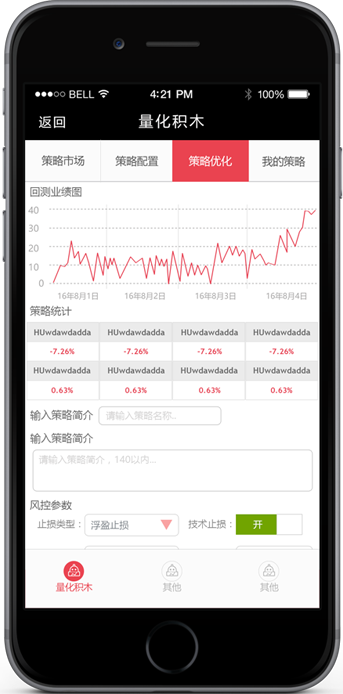 BELL 4:21 PM 100%
返回 量化积木
策略市场 策略配置 策略优化 我的策略
回测业绩图
40
30
20
10
0
16年8月1日 16年8月2日 16年8月3日 16年8月4日
策略统计
HUwdawdadda HUwdawdadda HUwdawdadda HUwdawdadda
-7.26% -7.26% -7.26% -7.26%
HUwdawdadda HUwdawdadda HUwdawdadda HUwdawdadda
0.63% 0.63% 0.63% 0.63%
输入策略简介 请输入策略名称..
输入策略简介
请输入策略简介，140以内...
风控参数
止损类型： 浮盈止损 技术止损： 开
量化积木 其他 其他